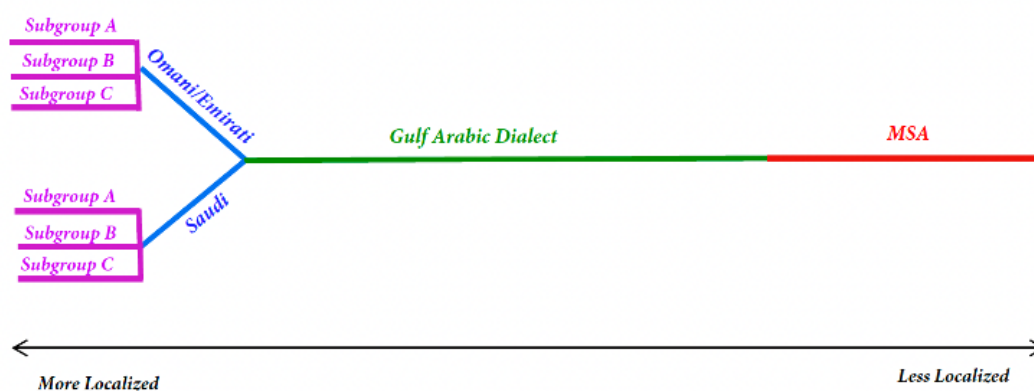 Subgroup A
Subgroup B
Subgroup C
Omani/Emirati
Gulf Arabic Dialect
MSA
Subgroup A
Saudi
Subgroup B
Subgroup C
More Localized
Less Localized